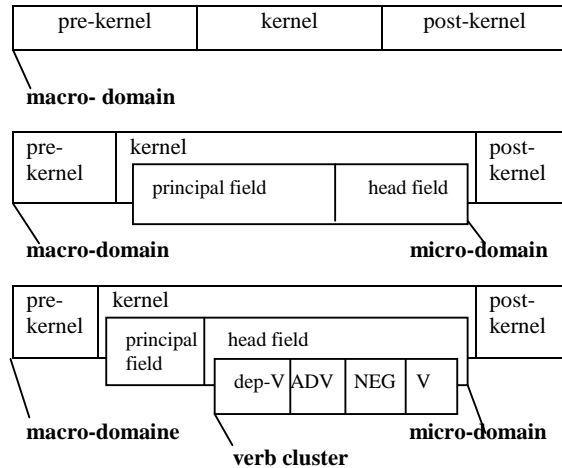 pre-kernel kernel post-kernel
macro- domain
pre-
kernel
kernel
post-
kernel
principal field head field
macro-domain micro-domain
pre-
kernel
kernel
post-
kernel
principal
field
head field
dep-V ADV NEG V
macro-domaine micro-domain
verb cluster